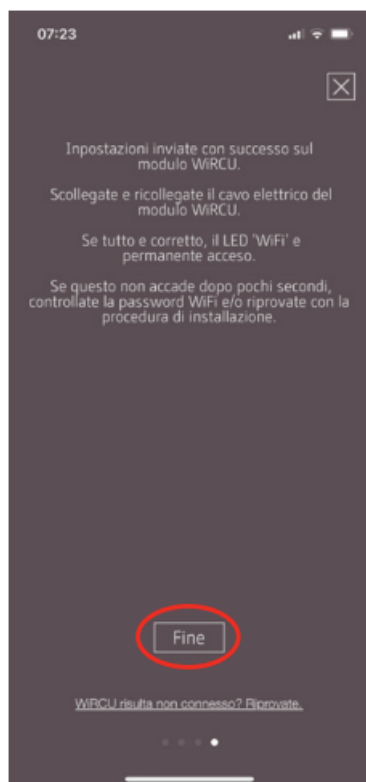 07:23
Inpostazioni inviate con successo sul
modulo WiRCU.
Scollegate e ricollegate il cavo elettrico del
modulo WiRCU.
Se tutto e corretto, il LED 'WiFi' e
permanente acceso.
Se questo non accade dopo pochi secondi,
controllate la password WiFi e/o riprovate con la
procedura di installazione.
Fine
WiRCU risulta non connesso? Riprovate.